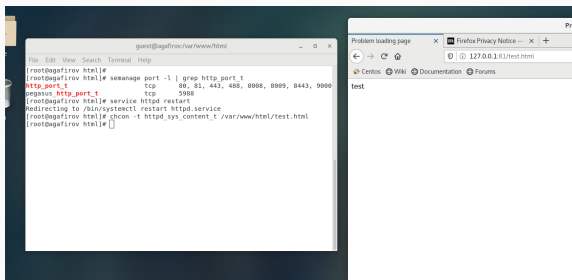 guest@agafirov:/var/www/html
File Edit View Search Terminal Help
[root@agafirov html]#
[root@agafirov html]# semanage port -l | grep http_port_t
http_port_t tcp 80, 81, 443, 488, 8008, 8009, 8443, 9000
pegasus_http_port_t tcp 5988
[root@agafirov html]# service httpd restart
Redirecting to /bin/systemctl restart httpd.service
[root@agafirov html]# chcon -t httpd_sys_content_t /var/www/html/test.html
[root@agafirov html]#
Pr
Problem loading page
Firefox Privacy Notice —
127.0.0.1:81/test.html
Centos Wiki Documentation Forums
test